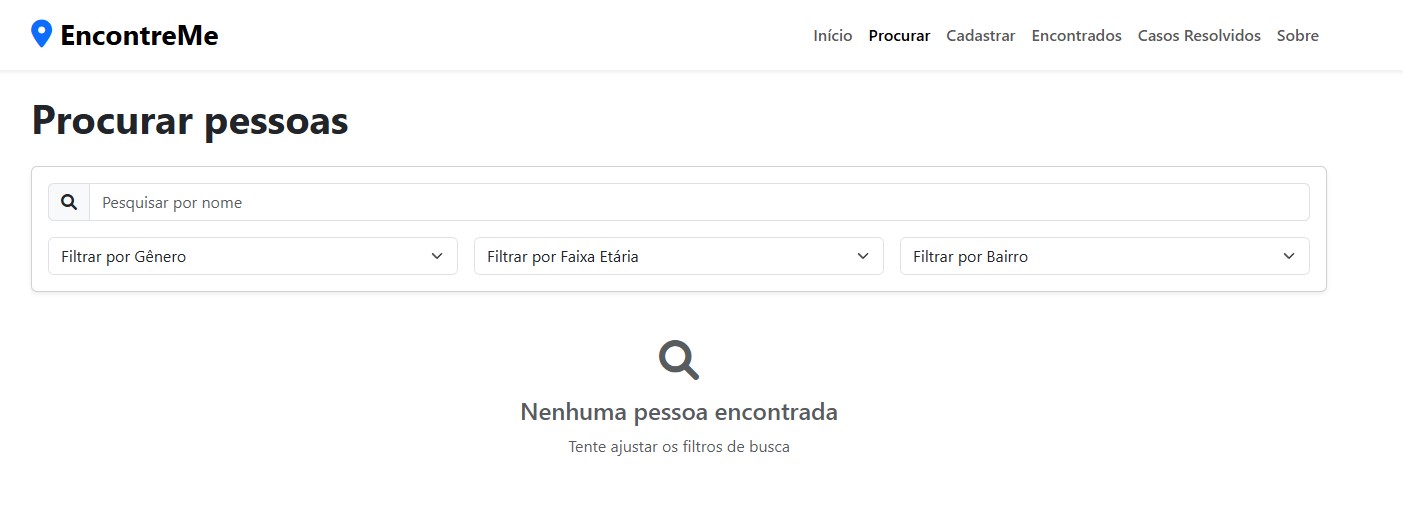 EncontreMe
Início Procurar Cadastrar Encontrados Casos Resolvidos Sobre
Procurar pessoas
Pesquisar por nome
Filtrar por Gênero
Filtrar por Faixa Etária
Filtrar por Bairro
Nenhuma pessoa encontrada
Tente ajustar os filtros de busca